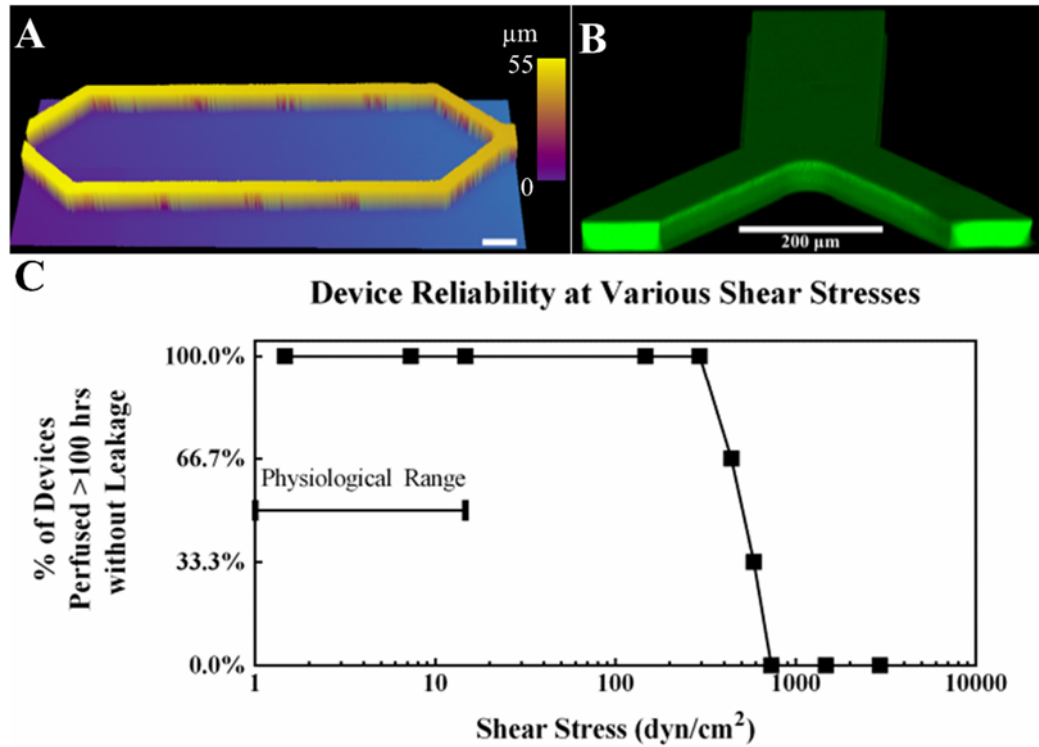 A
µm
55
0
B
200 µm
C
Device Reliability at Various Shear Stresses
% of Devices
Perfused >100 hrs
without Leakage
100.0%
66.7%
33.3%
0.0%
Physiological Range
1
10
100
1000
10000
Shear Stress (dyn/cm²)